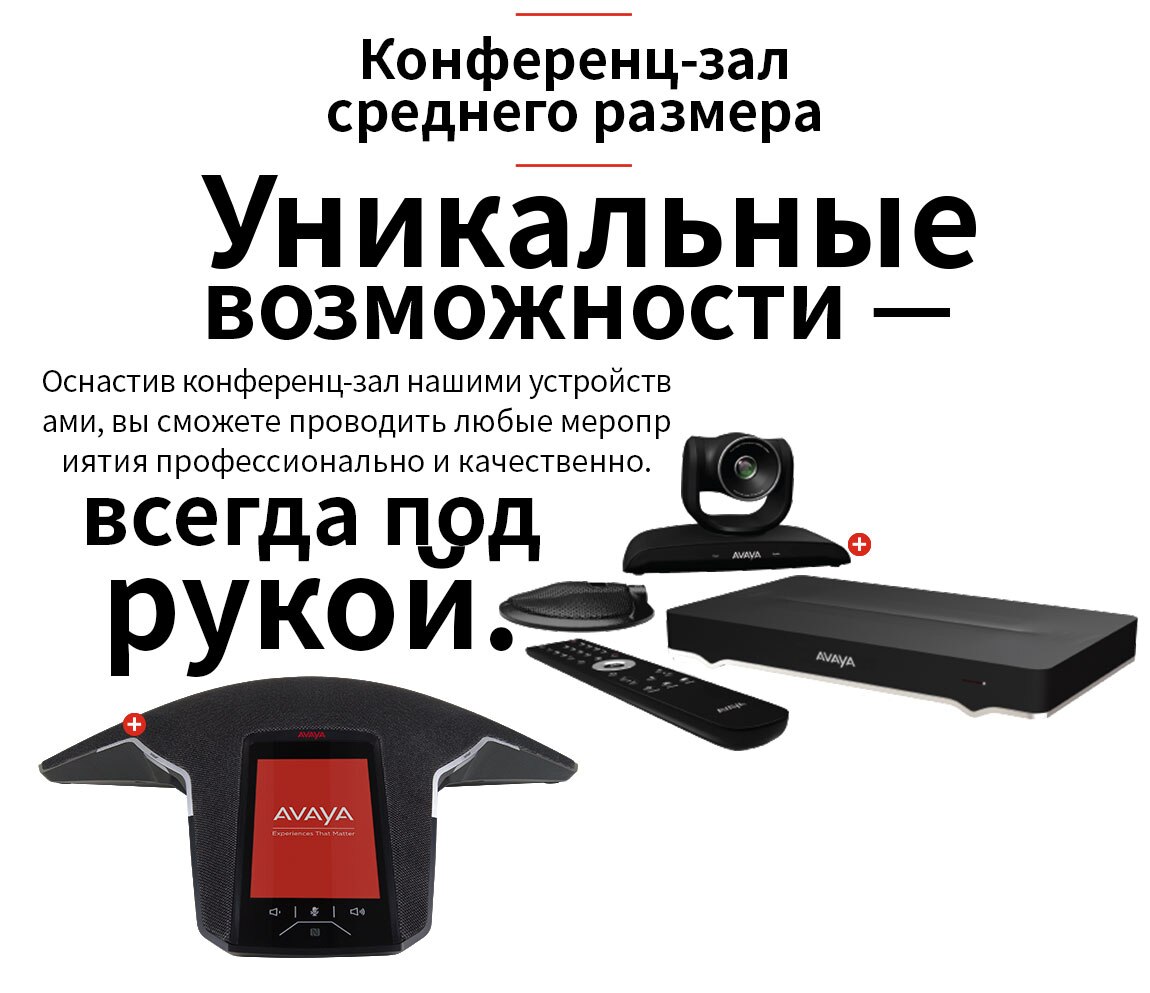 Конференц-зал
среднего размера
Уникальные
возможности —
Оснастив конференц-зал нашими устройств
ами, вы сможете проводить любые меропр
иятия профессионально и качественно.
всегда под
рукой.
AVAYA
AVAYA
AVAYA
AVAYA
AVAYA
Experiences That Matter